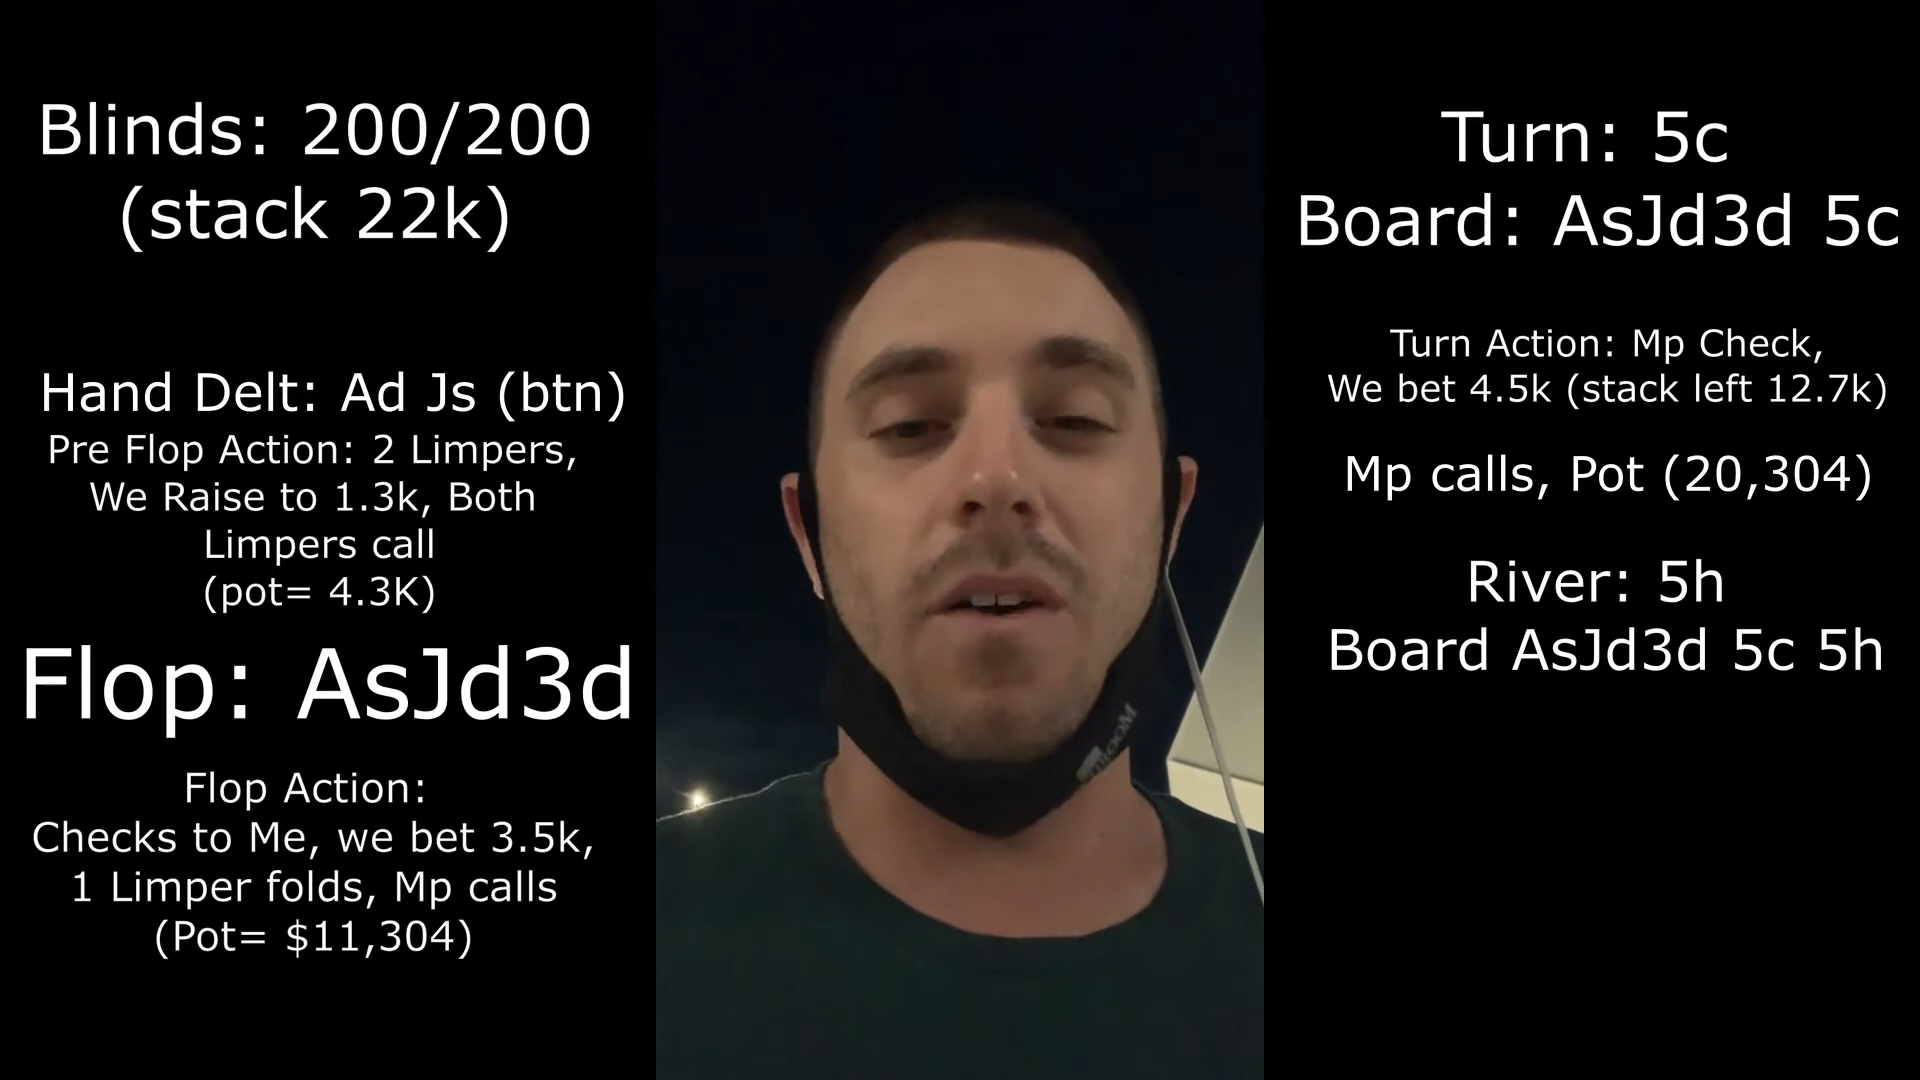 Blinds: 200/200
(stack 22k)
Hand Delt: Ad Js (btn)
Pre Flop Action: 2 Limpers,
We Raise to 1.3k, Both
Limpers call
(pot= 4.3K)
Flop: AsJd3d
Flop Action:
Checks to Me, we bet 3.5k,
1 Limper folds, Mp calls
(Pot= $11,304)
Turn: 5c
Board: AsJd3d 5c
Turn Action: Mp Check,
We bet 4.5k (stack left 12.7k)
Mp calls, Pot (20,304)
River: 5h
Board AsJd3d 5c 5h